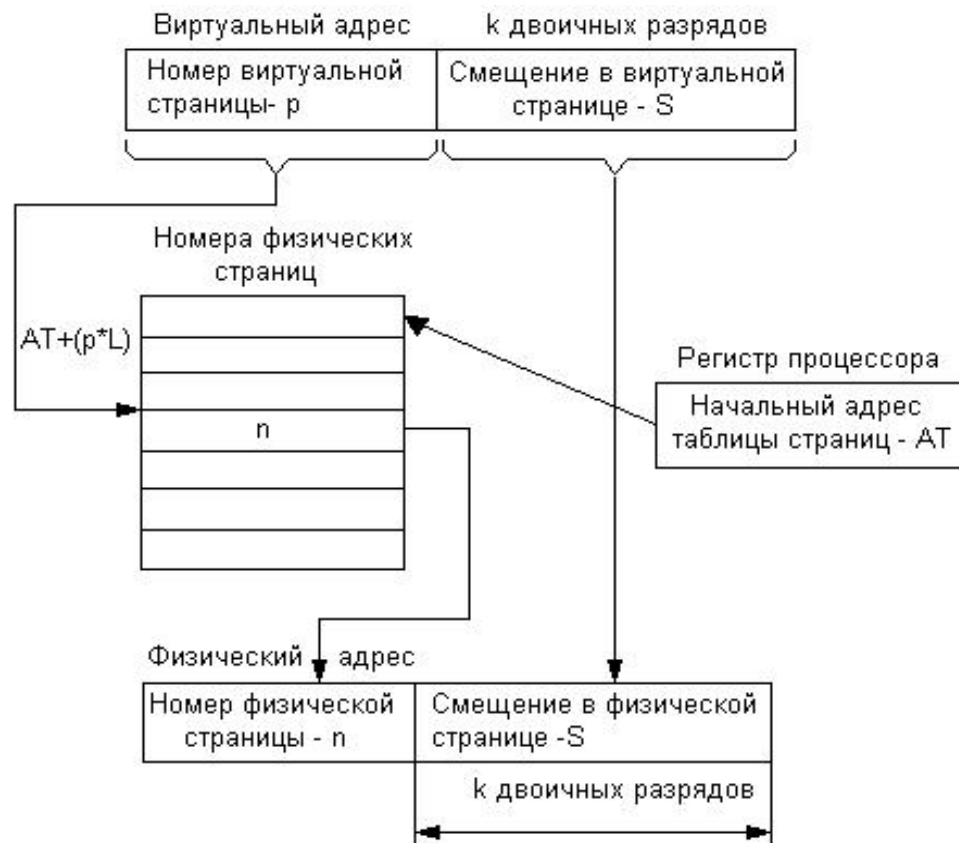 Виртуальный адрес
k двоичных разрядов
Номер виртуальной
страницы- p
Смещение в виртуальной
странице - S
Номера физических
страниц
AT+(p*L)
n
Регистр процессора
Начальный адрес
таблицы страниц - AT
Физический адрес
Номер физической
страницы - n
Смещение в физической
странице -S
k двоичных разрядов